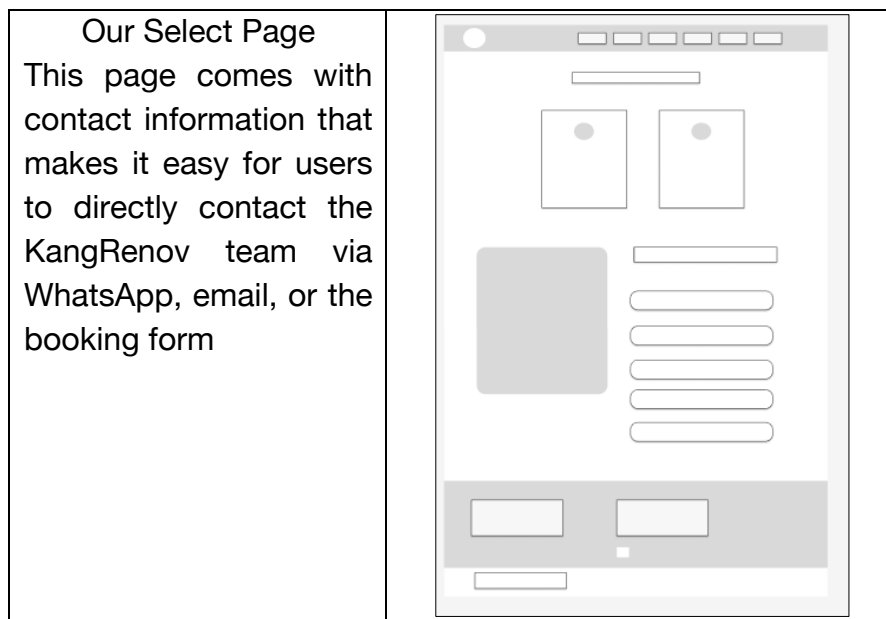 Our Select Page
This page comes with
contact information that
makes it easy for users
to directly contact the
KangRenov team via
WhatsApp, email, or the
booking form